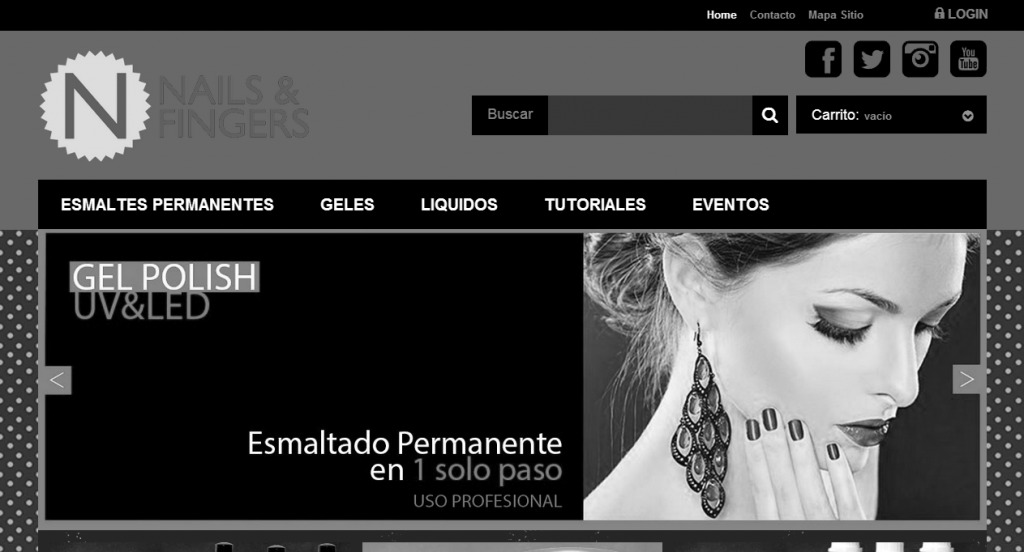 Home Contacto Mapa Sitio LOGIN
You
Tube
N NAILS &
FINGERS
Buscar
Carrito: vacio
ESMALTES PERMANENTES GELES LIQUIDOS TUTORIALES EVENTOS
GEL POLISH
UV&LED
< >
Esmaltado Permanente
en 1 solo paso
USO PROFESIONAL